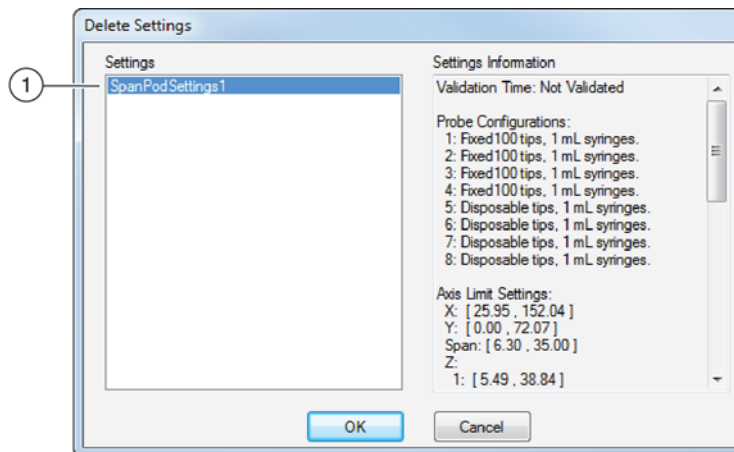 Delete Settings
Settings
SpanPodSettings1
1
Settings Information
Validation Time: Not Validated
Probe Configurations:
1: Fixed100 tips, 1 mL syringes.
2: Fixed100 tips, 1 mL syringes.
3: Fixed100 tips, 1 mL syringes.
4: Fixed100 tips, 1 mL syringes.
5: Disposable tips, 1 mL syringes.
6: Disposable tips, 1 mL syringes.
7: Disposable tips, 1 mL syringes.
8: Disposable tips, 1 mL syringes.
Axis Limit Settings:
X: [ 25.95 , 152.04 ]
Y: [ 0.00 , 72.07 ]
Span: [ 6.30 , 35.00 ]
Z:
1: [ 5.49 , 38.84 ]
OK
Cancel